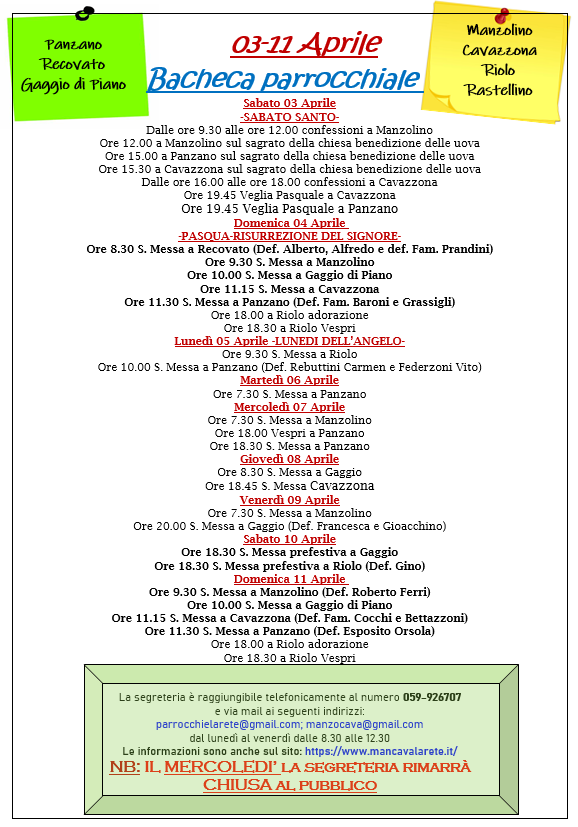 Panzano
Recovato
Gaggio di Piano
03-11 Aprile
Bacheca parrocchiale
Manzolino
Cavazzona
Riolo
Rastellino
Sabato 03 Aprile
-SABATO SANTO-
Dalle ore 9.30 alle ore 12.00 confessioni a Manzolino
Ore 12.00 a Manzolino sul sagrato della chiesa benedizione delle uova
Ore 15.00 a Panzano sul sagrato della chiesa benedizione delle uova
Ore 15.30 a Cavazzona sul sagrato della chiesa benedizione delle uova
Dalle ore 16.00 alle ore 18.00 confessioni a Cavazzona
Ore 19.45 Veglia Pasquale a Cavazzona
Ore 19.45 Veglia Pasquale a Panzano
Domenica 04 Aprile
-PASQUA-RISURREZIONE DEL SIGNORE-
Ore 8.30 S. Messa a Recovato (Def. Alberto, Alfredo e def. Fam. Prandini)
Ore 9.30 S. Messa a Manzolino
Ore 10.00 S. Messa a Gaggio di Piano
Ore 11.15 S. Messa a Cavazzona
Ore 11.30 S. Messa a Panzano (Def. Fam. Baroni e Grassigli)
Ore 18.00 a Riolo adorazione
Ore 18.30 a Riolo Vespri
Lunedì 05 Aprile -LUNEDI DELL'ANGELO-
Ore 9.30 S. Messa a Riolo
Ore 10.00 S. Messa a Panzano (Def. Rebuttini Carmen e Federzoni Vito)
Martedì 06 Aprile
Ore 7.30 S. Messa a Panzano
Mercoledì 07 Aprile
Ore 7.30 S. Messa a Manzolino
Ore 18.00 Vespri a Panzano
Ore 18.30 S. Messa a Panzano
Giovedì 08 Aprile
Ore 8.30 S. Messa a Gaggio
Ore 18.45 S. Messa Cavazzona
Venerdì 09 Aprile
Ore 7.30 S. Messa a Manzolino
Ore 20.00 S. Messa a Gaggio (Def. Francesca e Gioacchino)
Sabato 10 Aprile
Ore 18.30 S. Messa prefestiva a Gaggio
Ore 18.30 S. Messa prefestiva a Riolo (Def. Gino)
Domenica 11 Aprile
Ore 9.30 S. Messa a Manzolino (Def. Roberto Ferri)
Ore 10.00 S. Messa a Gaggio di Piano
Ore 11.15 S. Messa a Cavazzona (Def. Fam. Cocchi e Bettazzoni)
Ore 11.30 S. Messa a Panzano (Def. Esposito Orsola)
Ore 18.00 a Riolo adorazione
Ore 18.30 a Riolo Vespri
La segreteria è raggiungibile telefonicamente al numero 059-926707
e via mail ai seguenti indirizzi:
parrocchielarete@gmail.com; manzocava@gmail.com
dal lunedì al venerdì dalle 8.30 alle 12.30
Le informazioni sono anche sul sito: https://www.mancavalarete.it/
NB: IL MERCOLEDI' LA SEGRETERIA RIMARRÀ
CHIUSA AL PUBBLICO